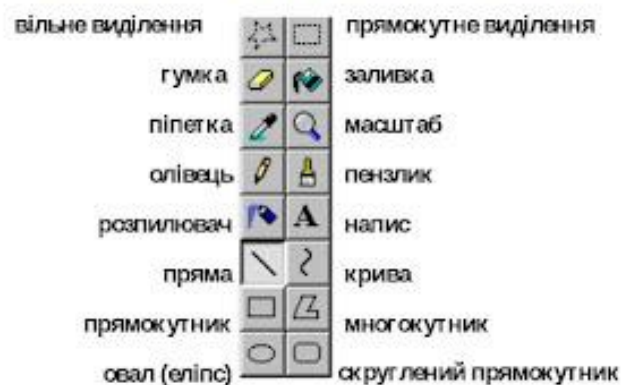 вільне виділення прямокутне виділення
гумка заливка
піпетка масштаб
олівець пензлик
розпилювач A напис
пряма крива
прямокутник многокутник
овал (еліпс) скруглений прямокутник